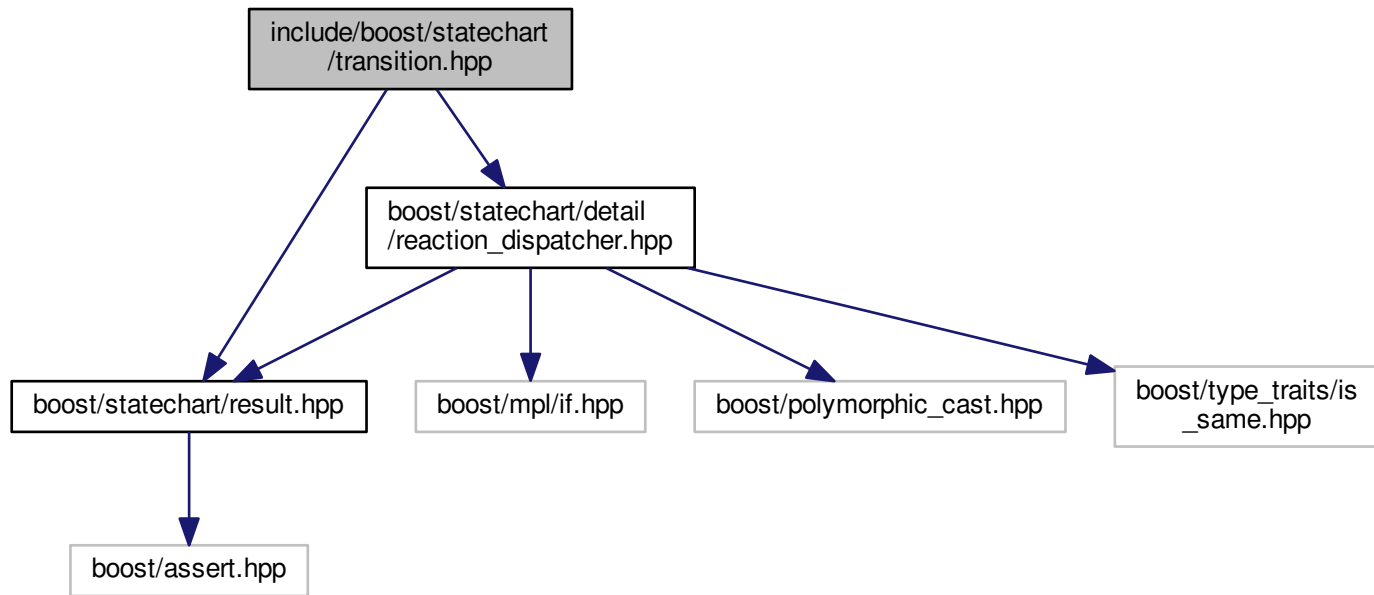 include/boost/statechart
/transition.hpp
boost/statechart/detail
/reaction_dispatcher.hpp
boost/statechart/result.hpp
boost/mpl/if.hpp
boost/polymorphic_cast.hpp
boost/type_traits/is
_same.hpp
boost/assert.hpp